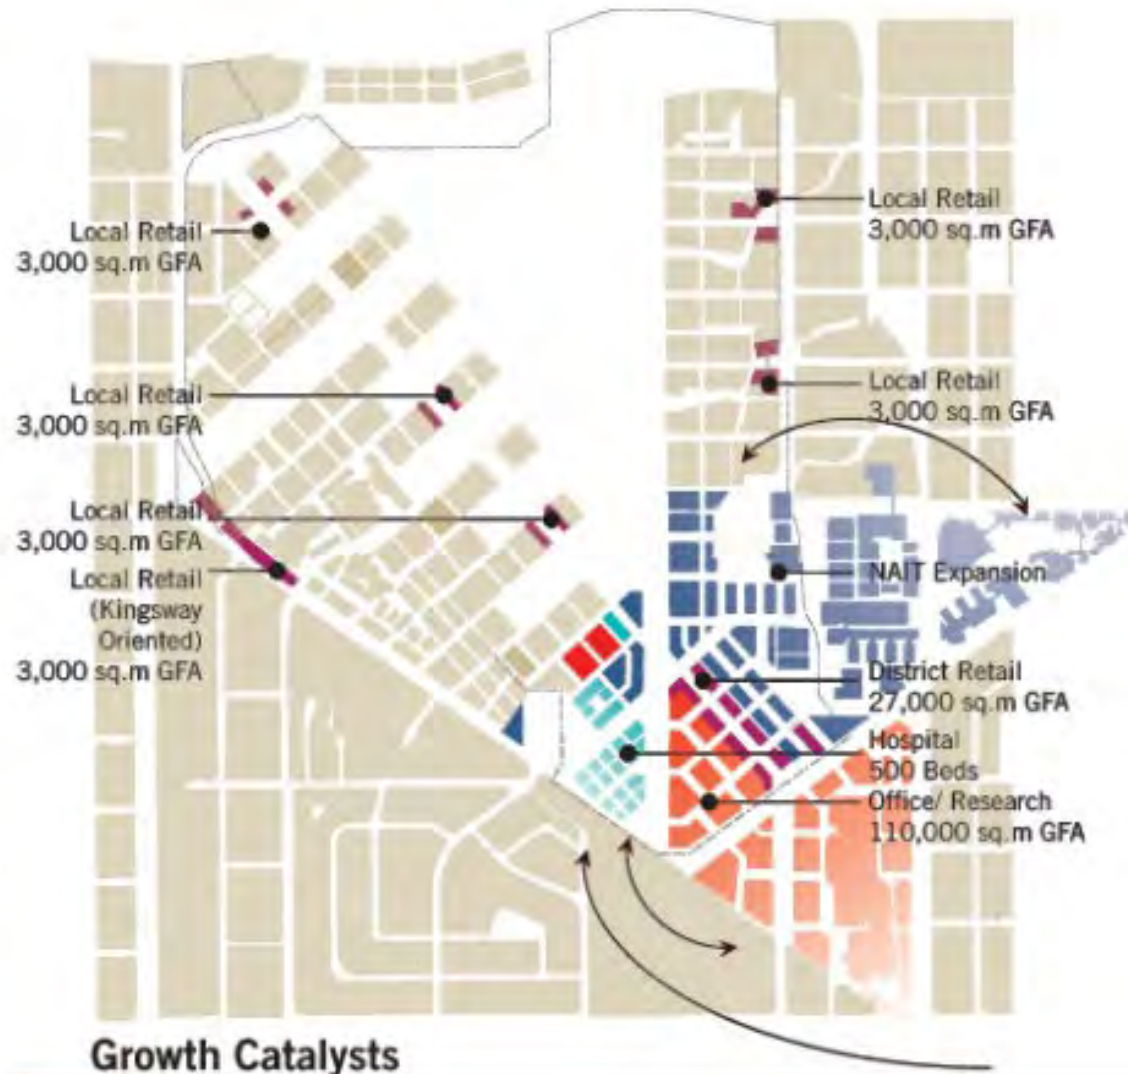 Local Retail
3,000 sq.m GFA
Local Retail
3,000 sq.m GFA
Local Retail
3,000 sq.m GFA
Local Retail
(Kingsway
Oriented)
3,000 sq.m GFA
Local Retail
3,000 sq.m GFA
Local Retail
3,000 sq.m GFA
NAIT Expansion
District Retail
27,000 sq.m GFA
Hospital
500 Beds
Office/ Research
110,000 sq.m GFA
Growth Catalysts